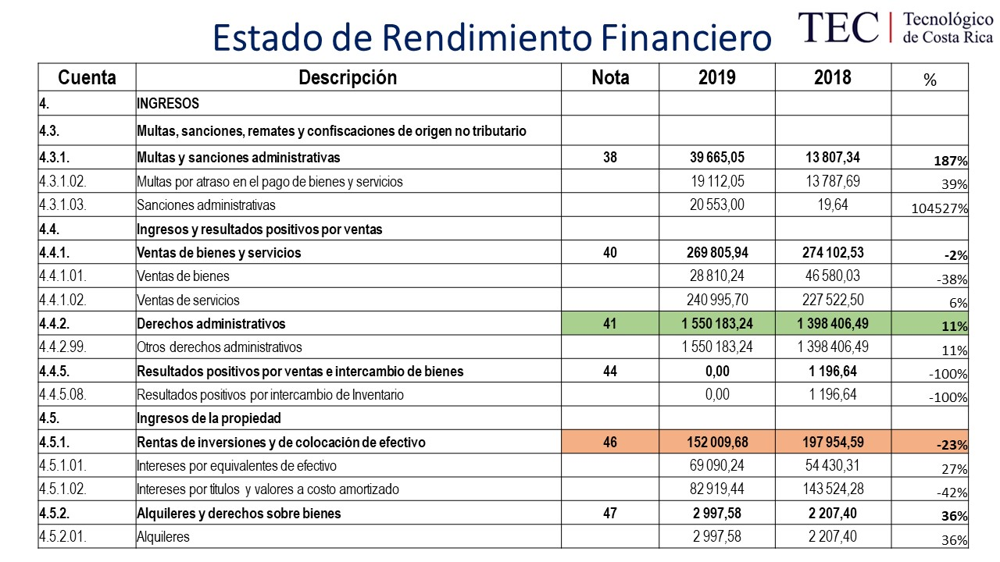 Estado de Rendimiento Financiero
TEC | Tecnológico
de Costa Rica
Cuenta Descripción Nota 2019 2018 %
4. INGRESOS
4.3. Multas, sanciones, remates y confiscaciones de origen no tributario
4.3.1. Multas y sanciones administrativas 38 39 665,05 13 807,34 187%
4.3.1.02. Multas por atraso en el pago de bienes y servicios 19 112,05 13 787,69 39%
4.3.1.03. Sanciones administrativas 20 553,00 19,64 104527%
4.4. Ingresos y resultados positivos por ventas
4.4.1. Ventas de bienes y servicios 40 269 805,94 274 102,53 -2%
4.4.1.01. Ventas de bienes 28 810,24 46 580,03 -38%
4.4.1.02. Ventas de servicios 240 995,70 227 522,50 6%
4.4.2. Derechos administrativos 41 1 550 183,24 1 398 406,49 11%
4.4.2.99. Otros derechos administrativos 1 550 183,24 1 398 406,49 11%
4.4.5. Resultados positivos por ventas e intercambio de bienes 44 0,00 1 196,64 -100%
4.4.5.08. Resultados positivos por intercambio de Inventario 0,00 1 196,64 -100%
4.5. Ingresos de la propiedad
4.5.1. Rentas de inversiones y de colocación de efectivo 46 152 009,68 197 954,59 -23%
4.5.1.01. Intereses por equivalentes de efectivo 69 090,24 54 430,31 27%
4.5.1.02. Intereses por títulos y valores a costo amortizado 82 919,44 143 524,28 -42%
4.5.2. Alquileres y derechos sobre bienes 47 2 997,58 2 207,40 36%
4.5.2.01. Alquileres 2 997,58 2 207,40 36%